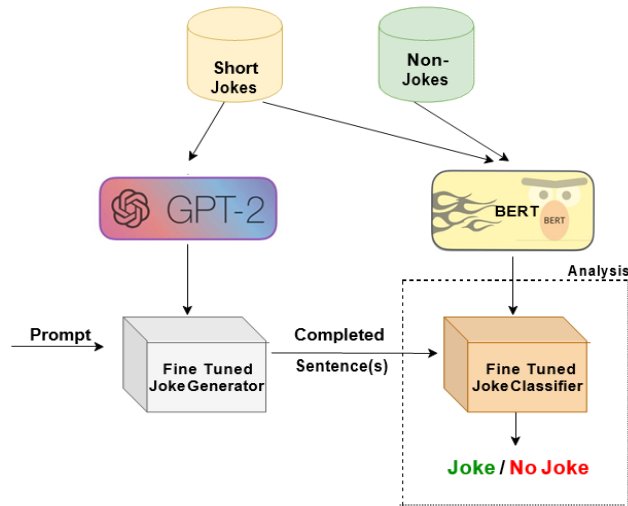 Short
Jokes
Non-
Jokes
GPT-2
BERT
BERT
Analysis
Prompt
Fine Tuned
Joke Generator
Completed
Sentence(s)
Fine Tuned
Joke Classifier
Joke / No Joke